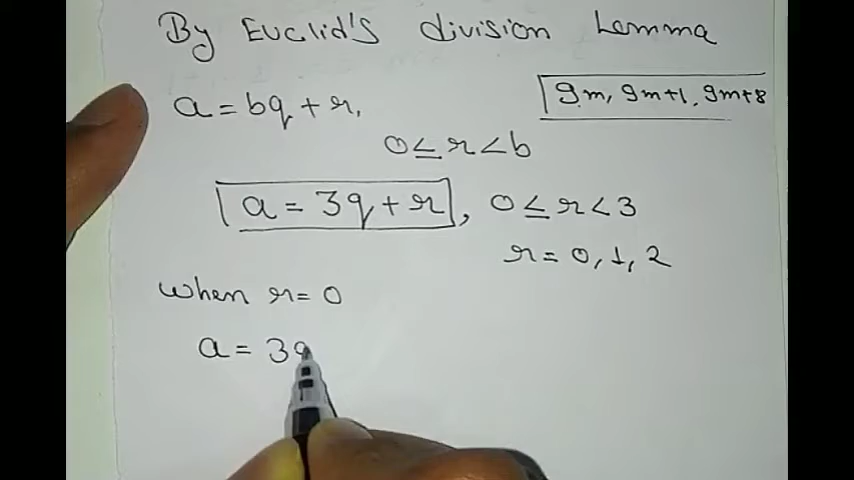 By Euclid's division Lemma
a = bq + r,
9m, 9m+1, 9m+8
0 ≤ r < b
a = 3q + r, 0 ≤ r < 3
r = 0, 1, 2
when r = 0
a = 3q